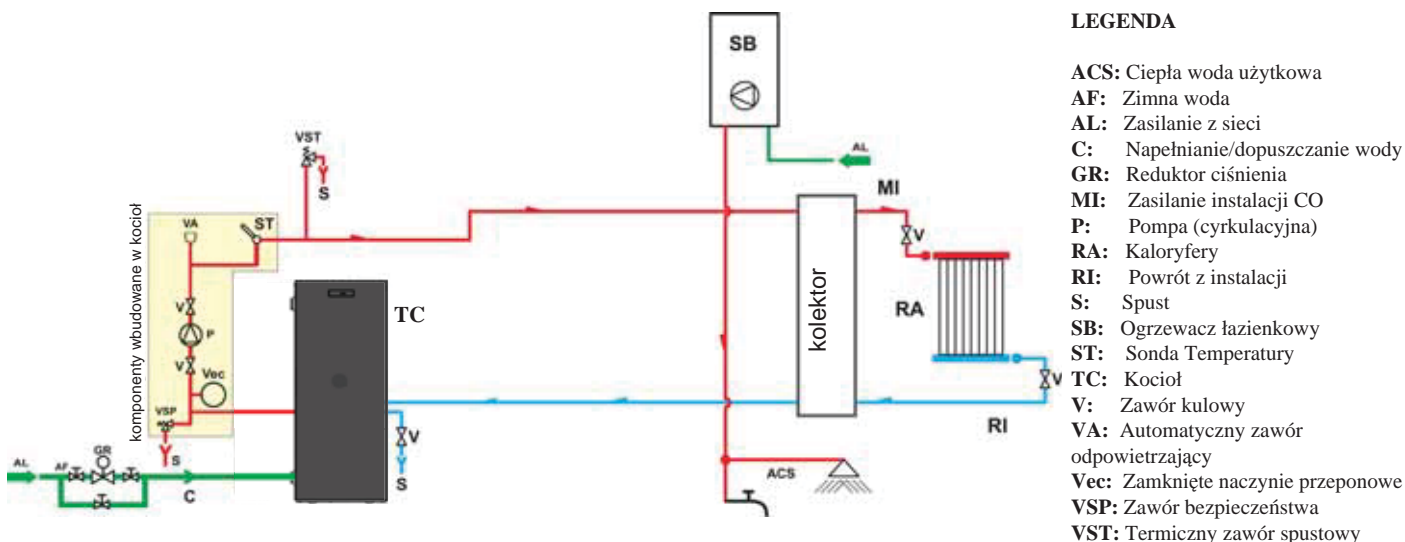 SB
VST
S
AL
MI
V
komponenty wbudowane w kocioł
VA
ST
V
P
V
Vec
VSP
S
TC
kolektor
RA
V
RI
V
S
AL
AF
GR
C
ACS
LEGENDA
ACS: Ciepła woda użytkowa
AF: Zimna woda
AL: Zasilanie z sieci
C: Napełnianie/dopuszczanie wody
GR: Reduktor ciśnienia
MI: Zasilanie instalacji CO
P: Pompa (cyrkulacyjna)
RA: Kaloryfery
RI: Powrót z instalacji
S: Spust
SB: Ogrzewacz łazienkowy
ST: Sonda Temperatury
TC: Kocioł
V: Zawór kulowy
VA: Automatyczny zawór
odpowietrzający
Vec: Zamknięte naczynie przeponowe
VSP: Zawór bezpieczeństwa
VST: Termiczny zawór spustowy